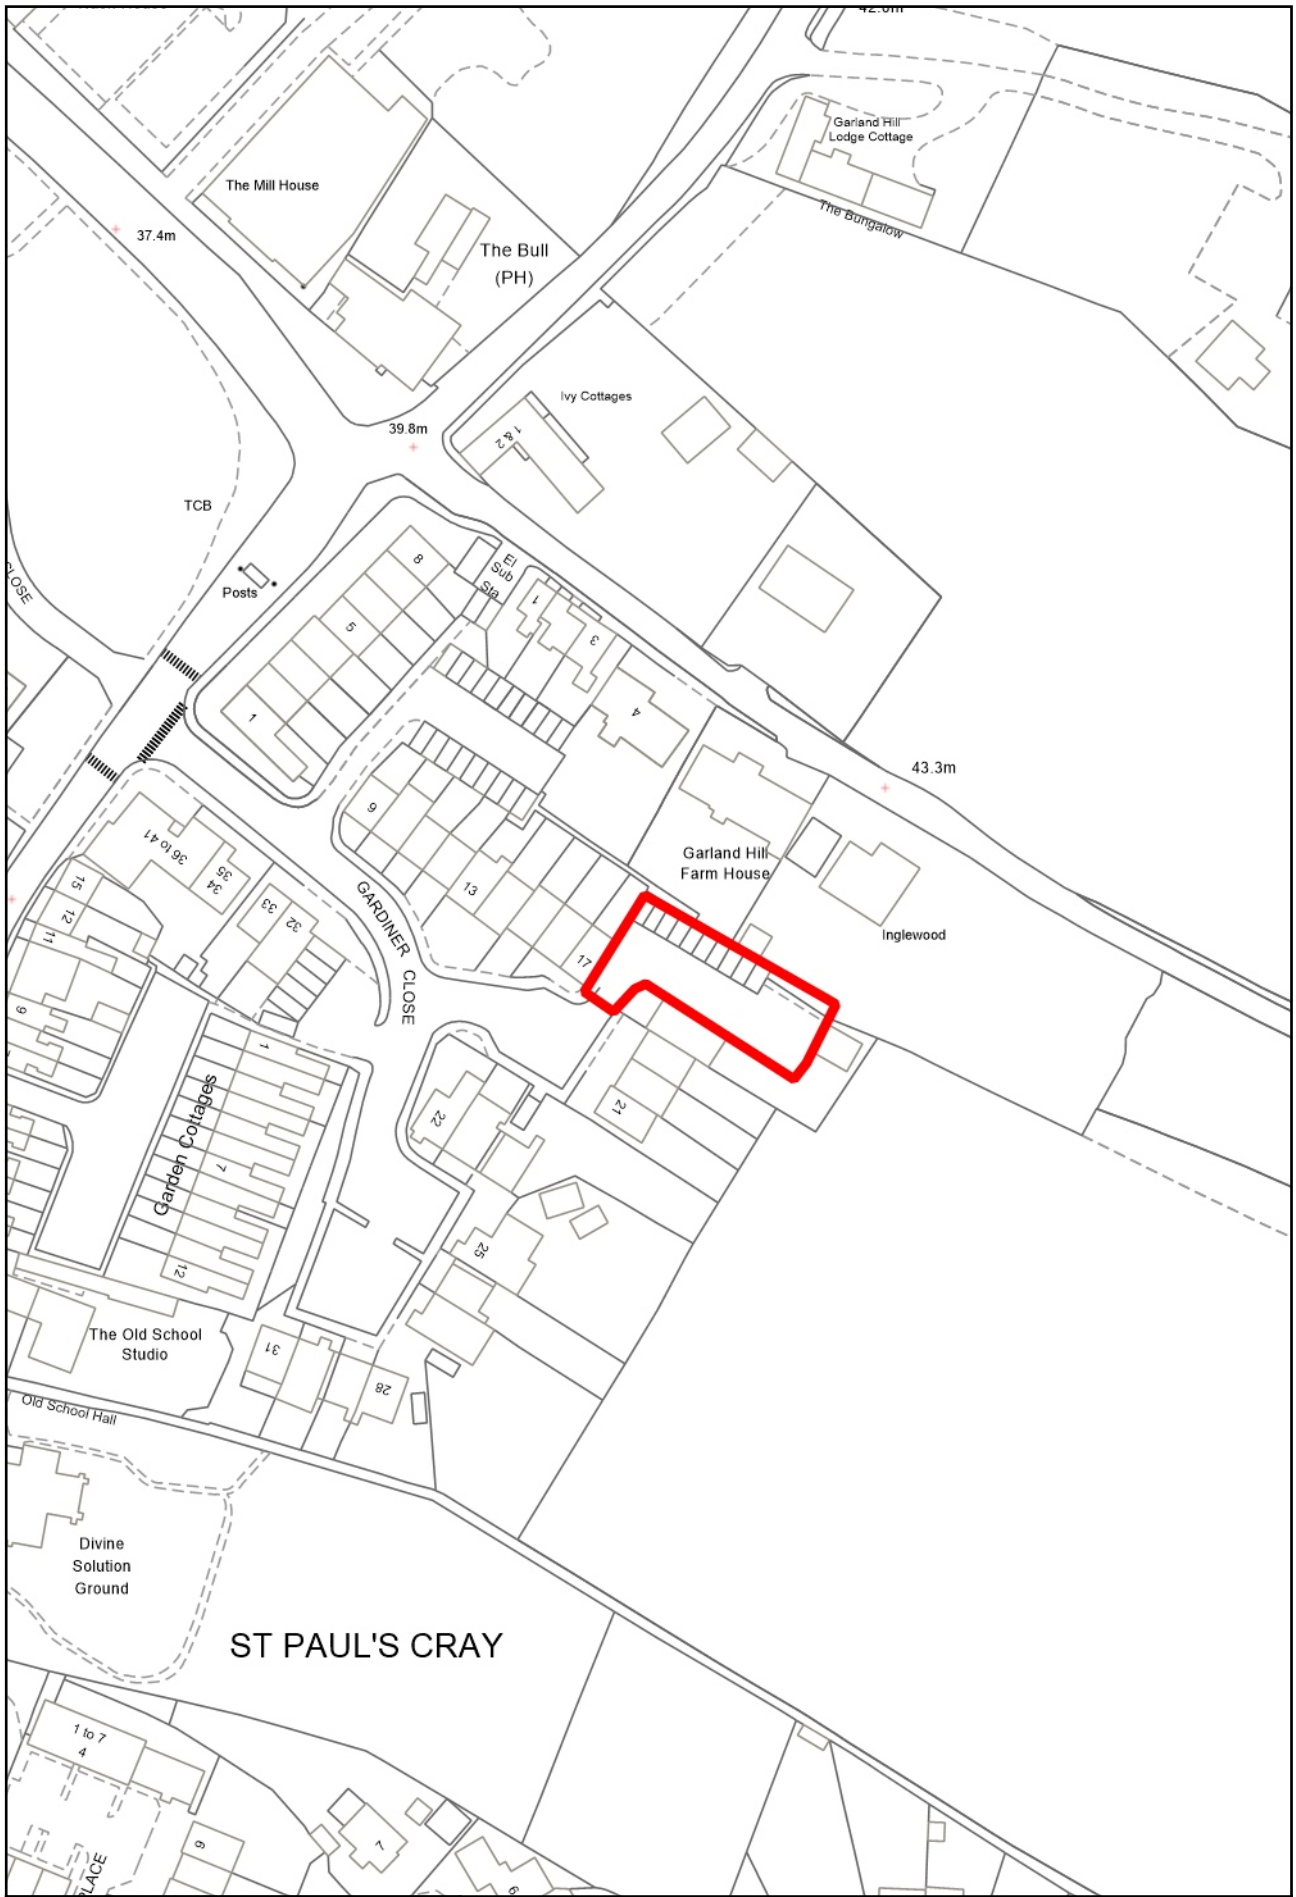 42.0m
Garland Hill
Lodge Cottage
The Mill House
The Bungalow
37.4m
The Bull
(PH)
Ivy Cottages
39.8m
1 & 2
TCB
El
Sub
Sta
8
CLOSE
Posts
1
3
5
4
1
43.3m
9
36 to 41
35
34
Garland Hill
Farm House
15
13
12
33
32
11
GARDINER
CLOSE
Inglewood
17
9
1
22
21
Garden Cottages
7
25
12
The Old School
Studio
31
28
Old School Hall
Divine
Solution
Ground
ST PAUL'S CRAY
1 to 7
4
9
7
PLACE